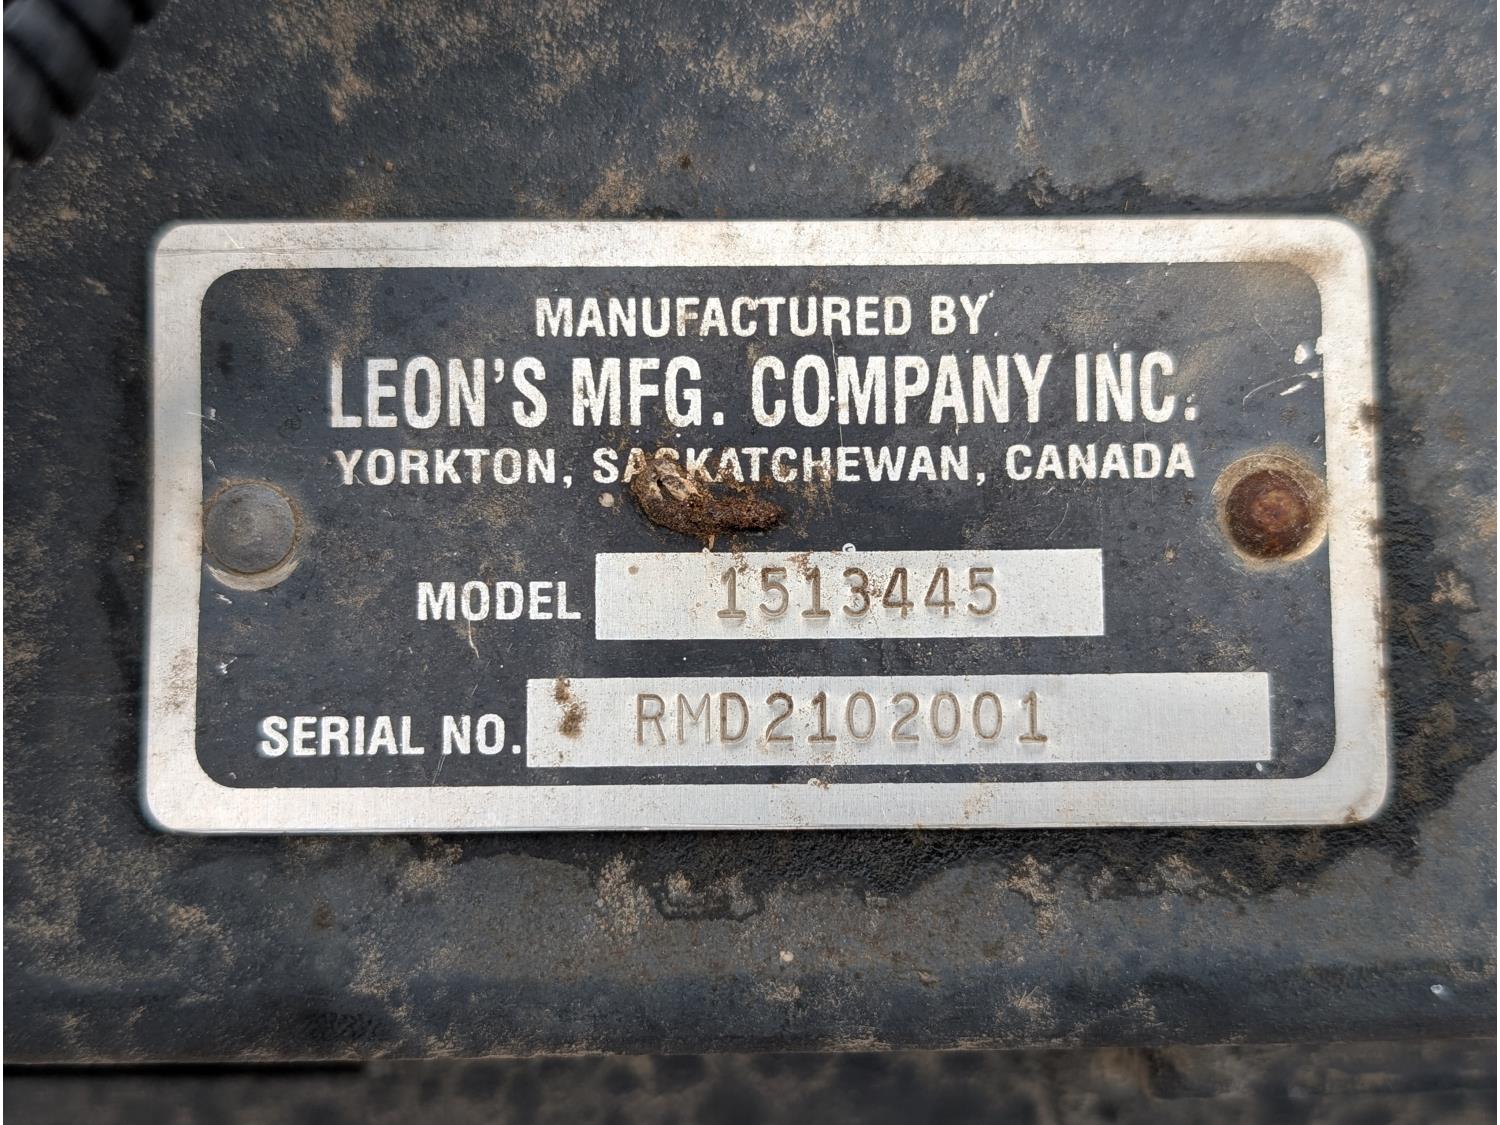 MANUFACTURED BY
LEON'S MFG. COMPANY INC.
YORKTON, SASKATCHEWAN, CANADA
MODEL 1513445
SERIAL NO. RMD2102001